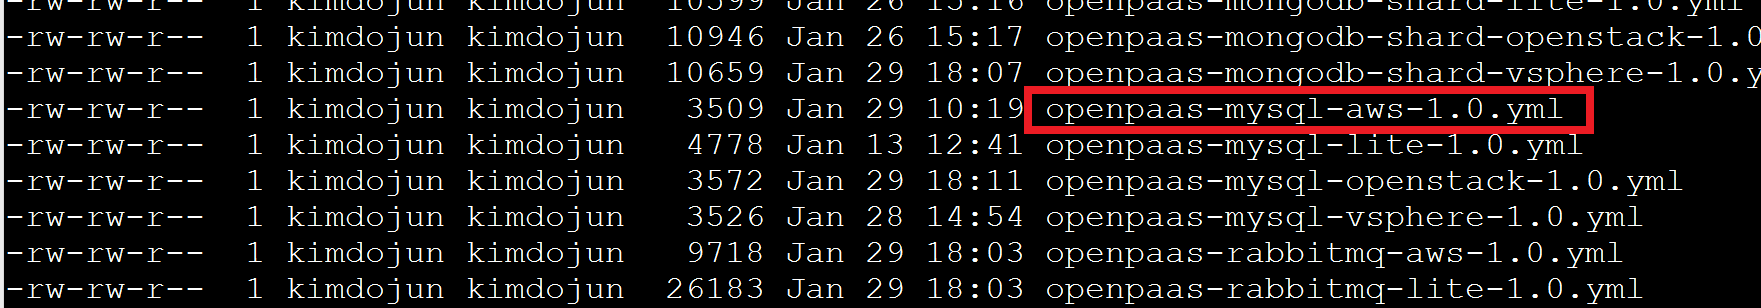 -rw-rw-r-- 1 kimdojun kimdojun 10599 Jan 26 15:16 openpaas-mongodb-shard-lite-1.0.yml
-rw-rw-r-- 1 kimdojun kimdojun 10946 Jan 26 15:17 openpaas-mongodb-shard-openstack-1.0
-rw-rw-r-- 1 kimdojun kimdojun 10659 Jan 29 18:07 openpaas-mongodb-shard-vsphere-1.0.y
-rw-rw-r-- 1 kimdojun kimdojun 3509 Jan 29 10:19 openpaas-mysql-aws-1.0.yml
-rw-rw-r-- 1 kimdojun kimdojun 4778 Jan 13 12:41 openpaas-mysql-lite-1.0.yml
-rw-rw-r-- 1 kimdojun kimdojun 3572 Jan 29 18:11 openpaas-mysql-openstack-1.0.yml
-rw-rw-r-- 1 kimdojun kimdojun 3526 Jan 28 14:54 openpaas-mysql-vsphere-1.0.yml
-rw-rw-r-- 1 kimdojun kimdojun 9718 Jan 29 18:03 openpaas-rabbitmq-aws-1.0.yml
-rw-rw-r-- 1 kimdojun kimdojun 26183 Jan 29 18:03 openpaas-rabbitmq-lite-1.0.yml